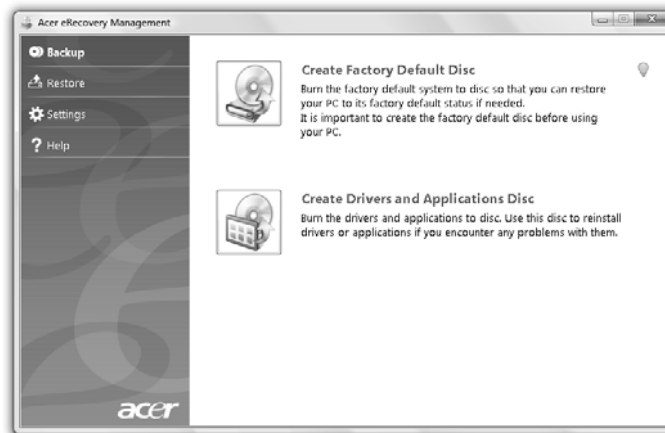 Acer eRecovery Management
Backup
Restore
Settings
Help
Create Factory Default Disc
Burn the factory default system to disc so that you can restore
your PC to its factory default status if needed.
It is important to create the factory default disc before using
your PC.
Create Drivers and Applications Disc
Burn the drivers and applications to disc. Use this disc to reinstall
drivers or applications if you encounter any problems with them.
acer